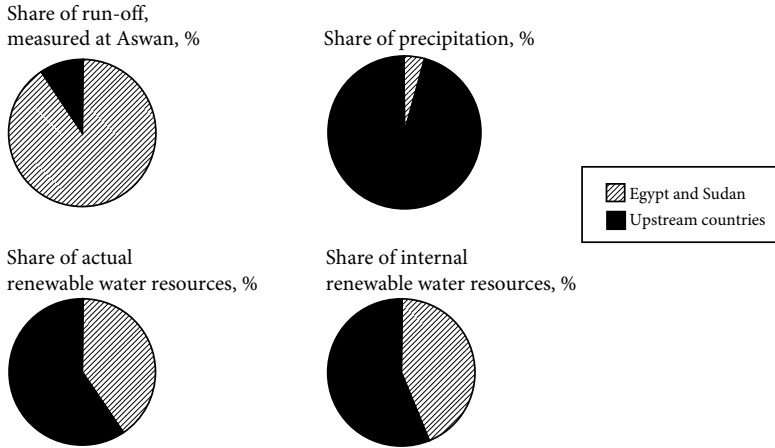 Share of run-off,
measured at Aswan, %
Share of precipitation, %
Egypt and Sudan
Upstream countries
Share of actual
renewable water resources, %
Share of internal
renewable water resources, %